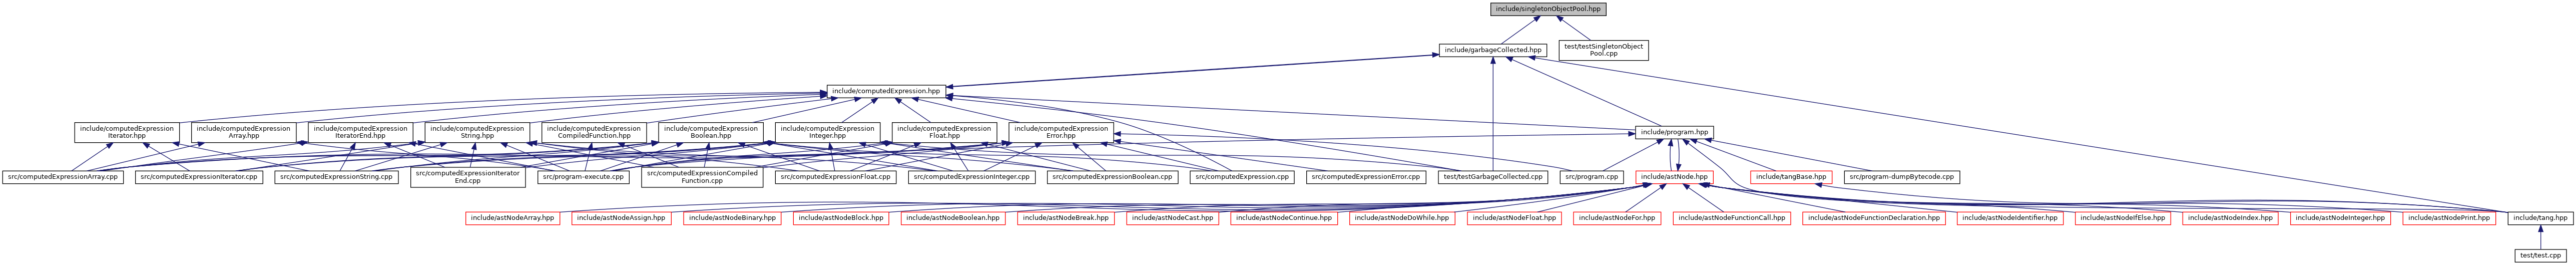 include/singletonObjectPool.hpp
include/garbageCollected.hpp
test/testSingletonObject
Pool.cpp
include/computedExpression.hpp
include/computedExpression
Iterator.hpp
include/computedExpression
Array.hpp
include/computedExpression
IteratorEnd.hpp
include/computedExpression
String.hpp
include/computedExpression
CompiledFunction.hpp
include/computedExpression
Boolean.hpp
include/computedExpression
Integer.hpp
include/computedExpression
Float.hpp
include/computedExpression
Error.hpp
include/program.hpp
src/computedExpressionArray.cpp
src/computedExpressionIterator.cpp
src/computedExpressionString.cpp
src/computedExpressionIterator
End.cpp
src/program-execute.cpp
src/computedExpressionCompiled
Function.cpp
src/computedExpressionFloat.cpp
src/computedExpressionInteger.cpp
src/computedExpressionBoolean.cpp
src/computedExpression.cpp
src/computedExpressionError.cpp
test/testGarbageCollected.cpp
src/program.cpp
include/astNode.hpp
include/tangBase.hpp
src/program-dumpBytecode.cpp
include/astNodeArray.hpp
include/astNodeAssign.hpp
include/astNodeBinary.hpp
include/astNodeBlock.hpp
include/astNodeBoolean.hpp
include/astNodeBreak.hpp
include/astNodeCast.hpp
include/astNodeContinue.hpp
include/astNodeDoWhile.hpp
include/astNodeFloat.hpp
include/astNodeFor.hpp
include/astNodeFunctionCall.hpp
include/astNodeFunctionDeclaration.hpp
include/astNodeIdentifier.hpp
include/astNodeIfElse.hpp
include/astNodeIndex.hpp
include/astNodeInteger.hpp
include/astNodePrint.hpp
include/tang.hpp
test/test.cpp